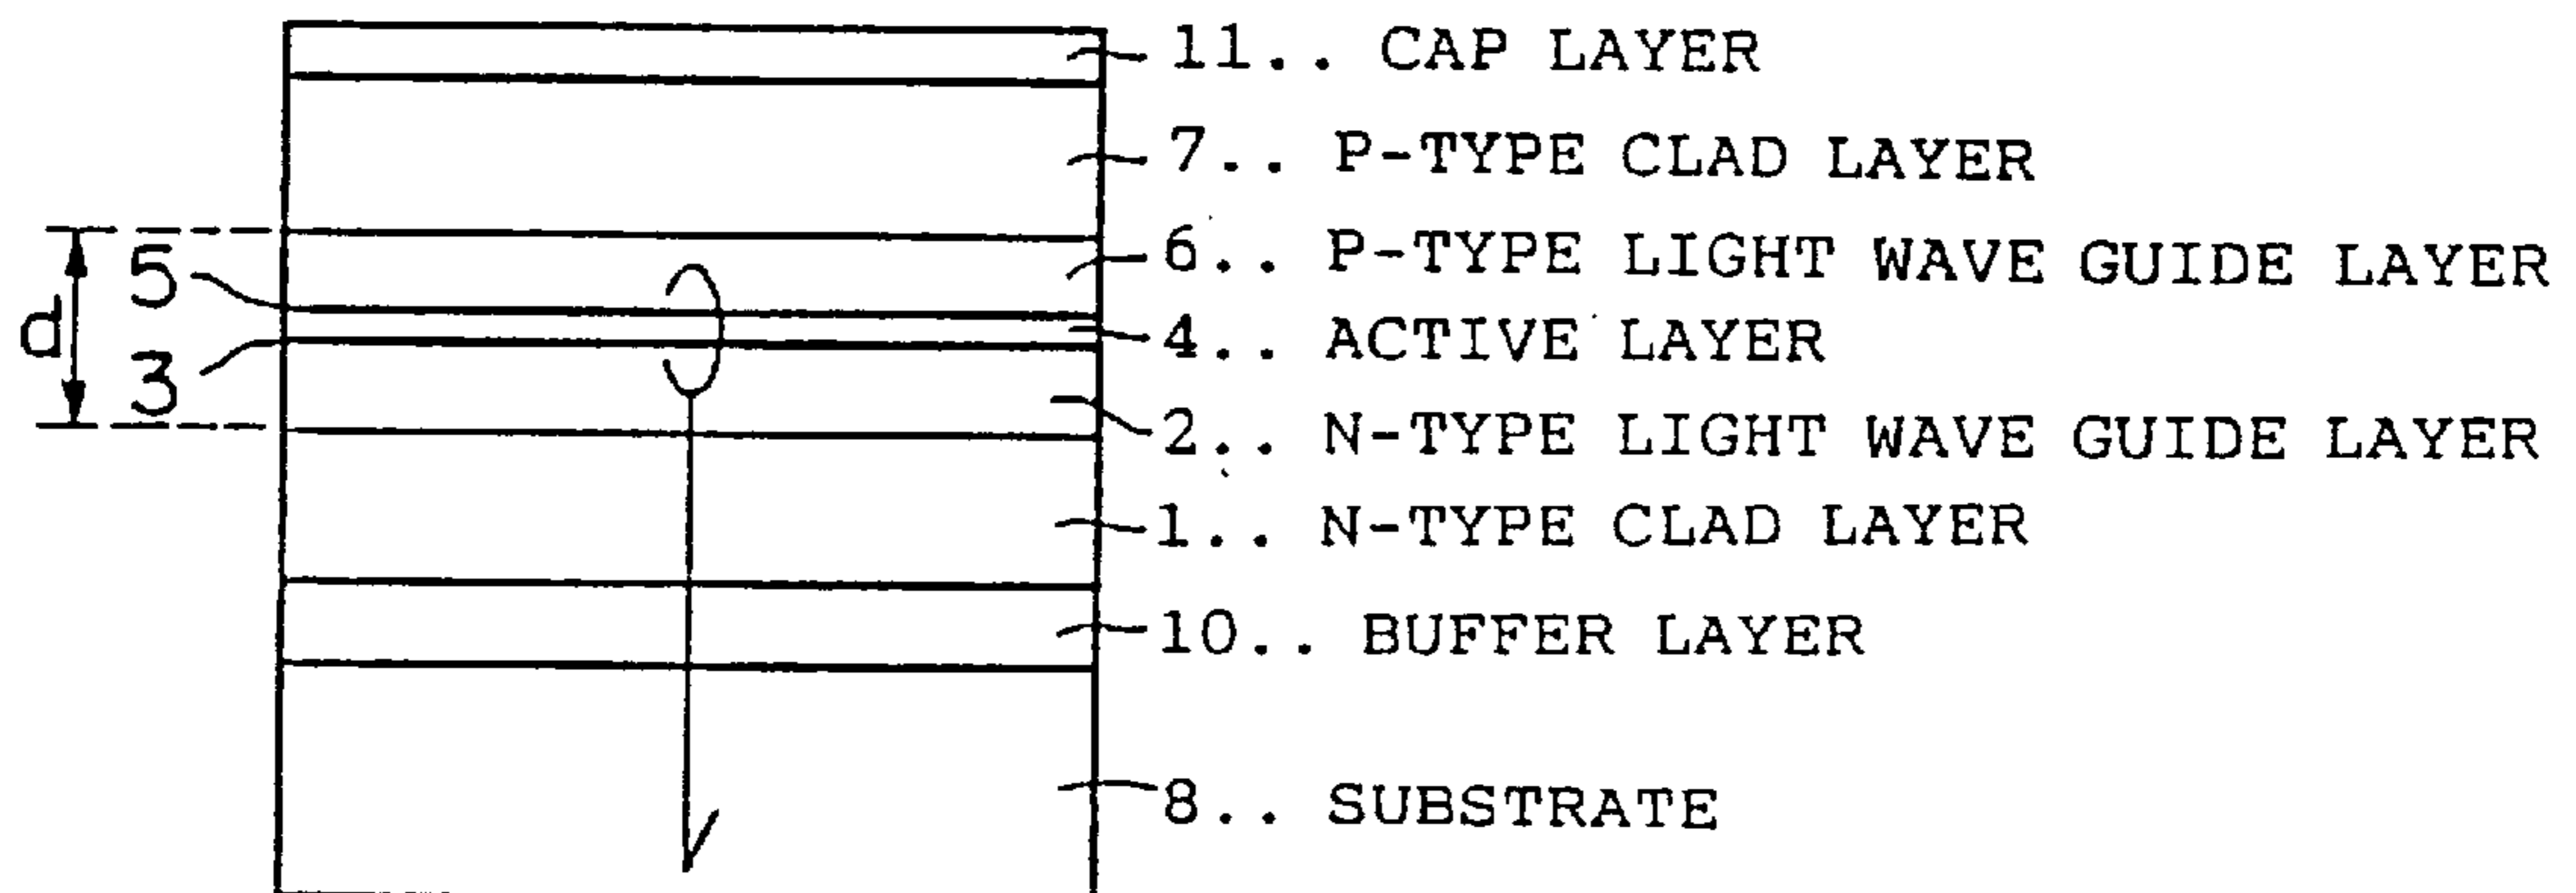 11.. CAP LAYER
7.. P-TYPE CLAD LAYER
6.. P-TYPE LIGHT WAVE GUIDE LAYER
5
4.. ACTIVE LAYER
d
3
2.. N-TYPE LIGHT WAVE GUIDE LAYER
1.. N-TYPE CLAD LAYER
10.. BUFFER LAYER
8.. SUBSTRATE